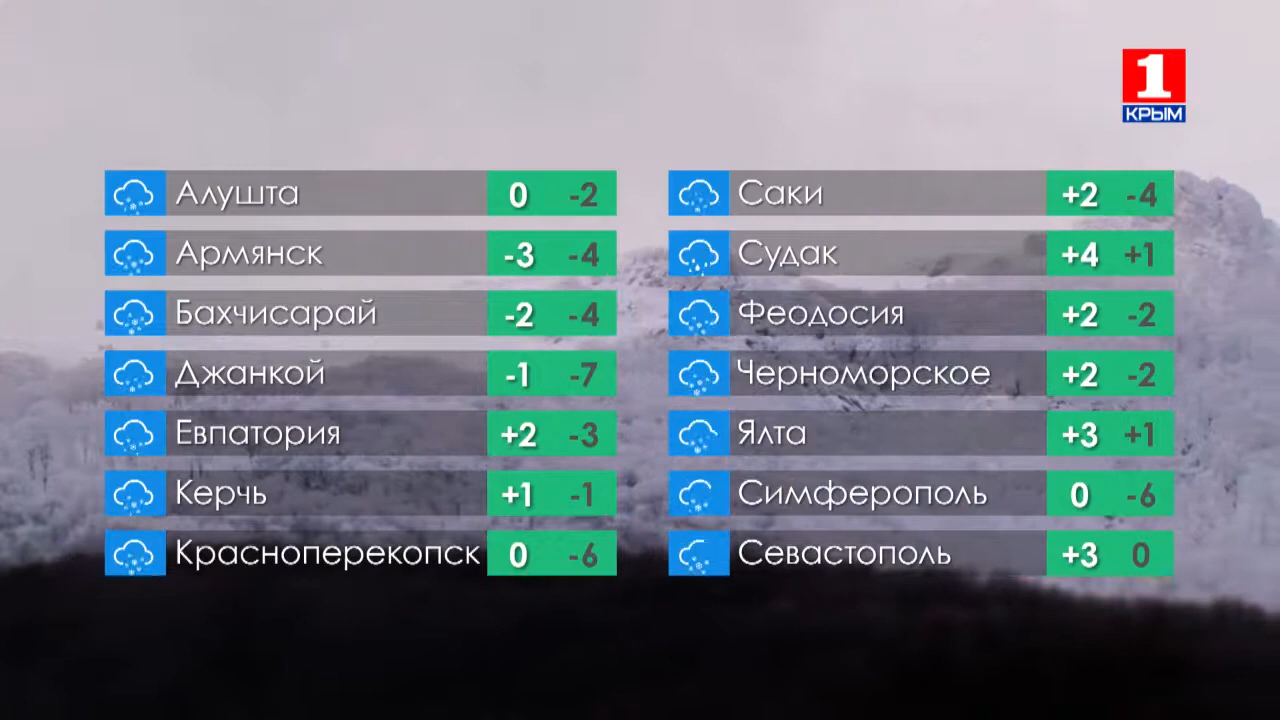 1
КРЫМ
Алушта 0 -2
Армянск -3 -4
Бахчисарай -2 -4
Джанкой -1 -7
Евпатория +2 -3
Керчь +1 -1
Красноперекопск 0 -6
Саки +2 -4
Судак +4 +1
Феодосия +2 -2
Черноморское +2 -2
Ялта +3 +1
Симферополь 0 -6
Севастополь +3 0